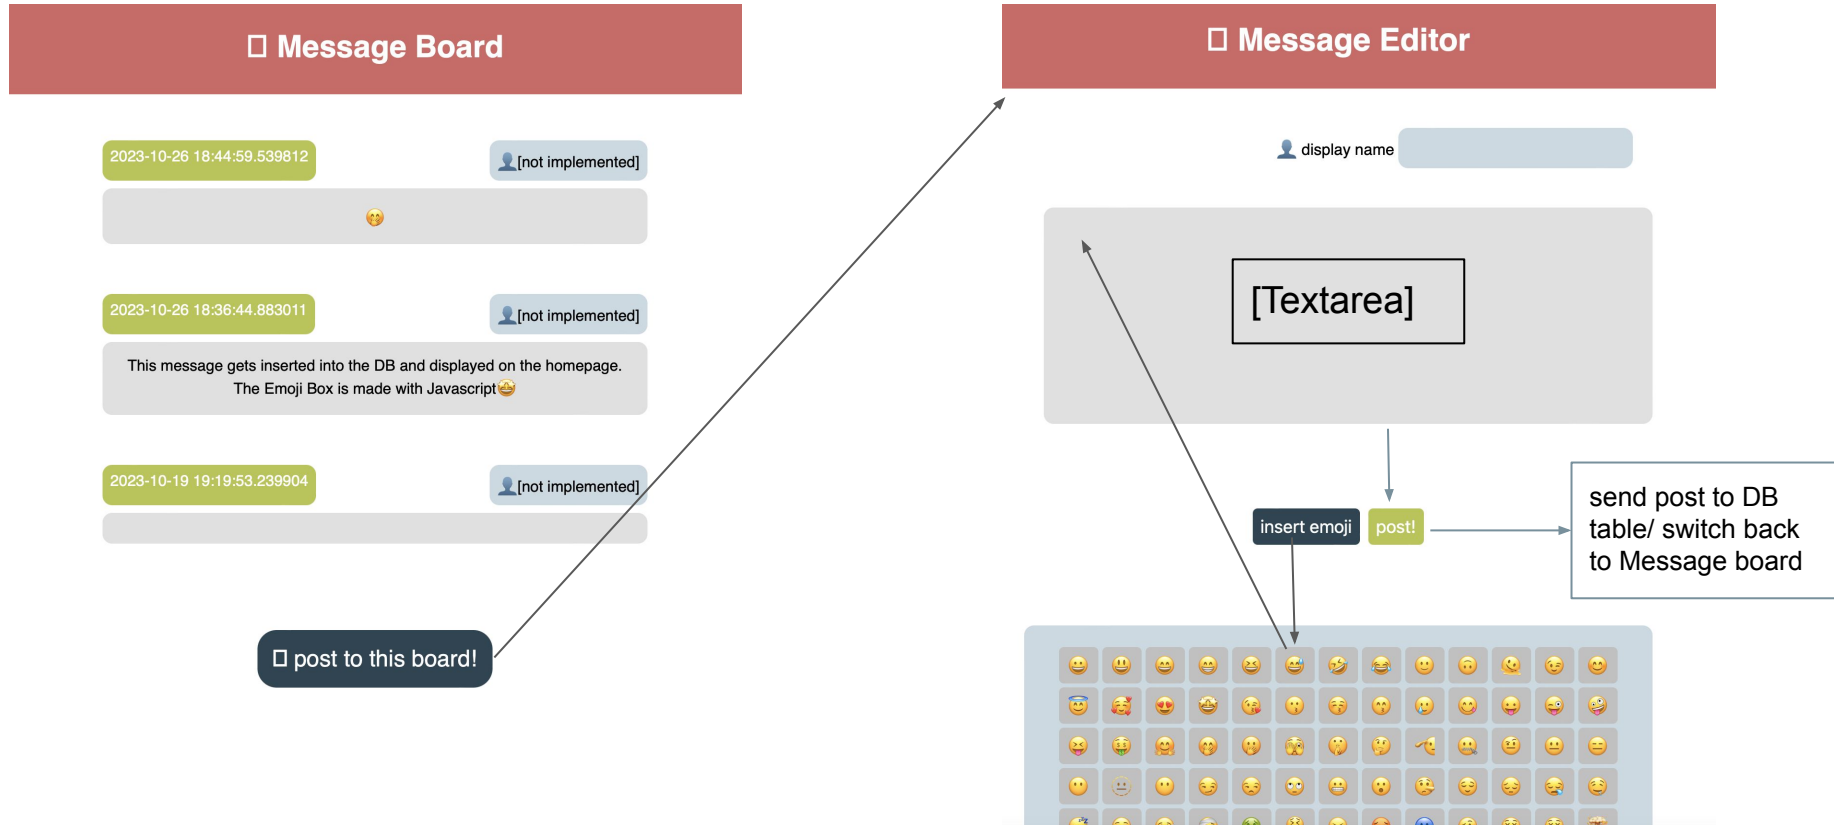 Message Board
2023-10-26 18:44:59.539812
[not implemented]
2023-10-26 18:36:44.883011
[not implemented]
This message gets inserted into the DB and displayed on the homepage.
The Emoji Box is made with Javascript🤩
2023-10-19 19:19:53.239904
[not implemented]
post to this board!
Message Editor
display name
[Textarea]
insert emoji
post!
send post to DB
table/ switch back
to Message board